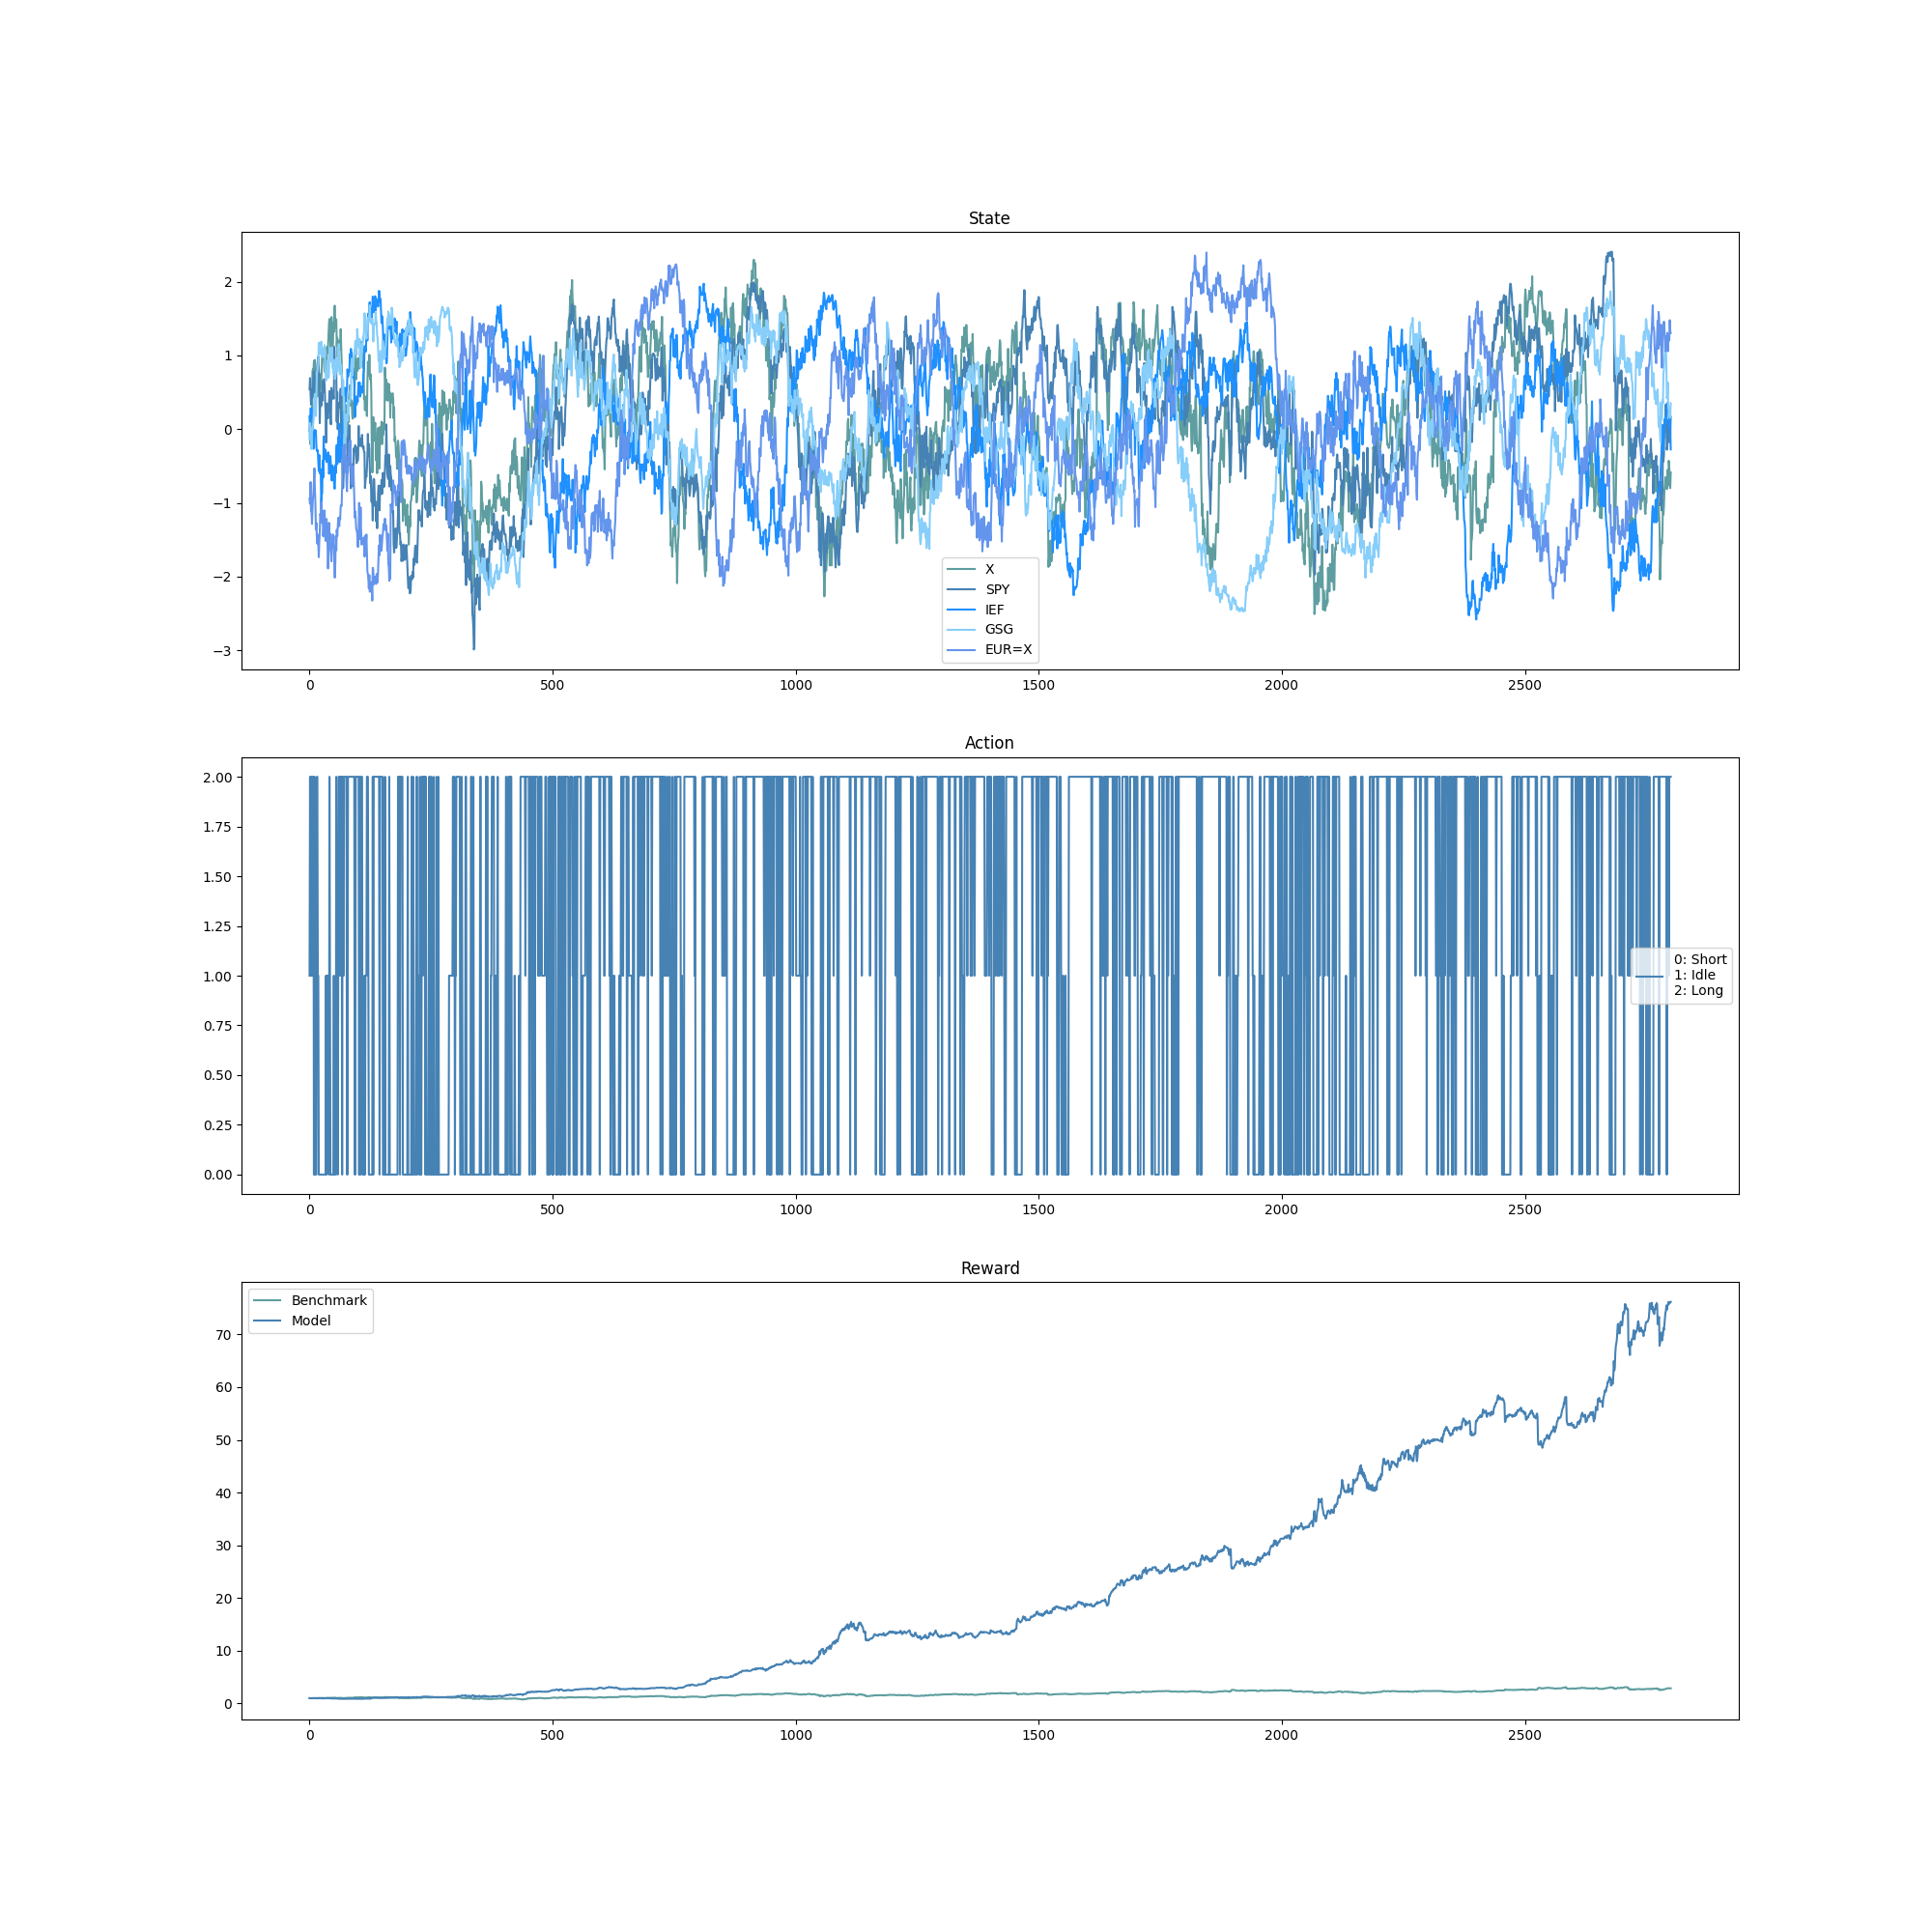 State
2
1
0
−1
−2
−3
X
SPY
IEF
GSG
EUR=X
0 500 1000 1500 2000 2500
Action
2.00
1.75
1.50
1.25
1.00
0.75
0.50
0.25
0.00
0: Short
1: Idle
2: Long
0 500 1000 1500 2000 2500
Reward
Benchmark
Model
70
60
50
40
30
20
10
0
0 500 1000 1500 2000 2500